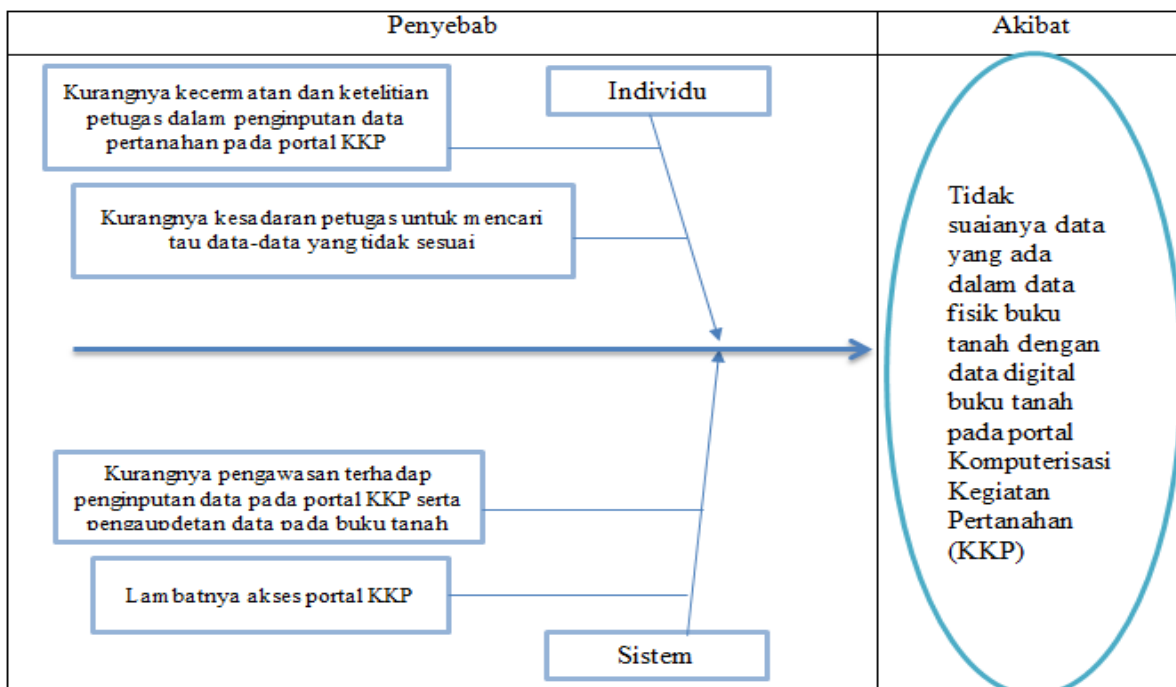 Penyebab
Akibat
Kurangnya kecermatan dan ketelitian
petugas dalam penginputan data
pertanahan pada portal KKP
Individu
Kurangnya kesadaran petugas untuk mencari
tau data-data yang tidak sesuai
Kurangnya pengawasan terhadap
penginputan data pada portal KKP serta
pengaupdetan data pada buku tanah
Lambatnya akses portal KKP
Sistem
Tidak
suaianya data
yang ada
dalam data
fisik buku
tanah dengan
data digital
buku tanah
pada portal
Komputerisasi
Kegiatan
Pertanahan
(KKP)